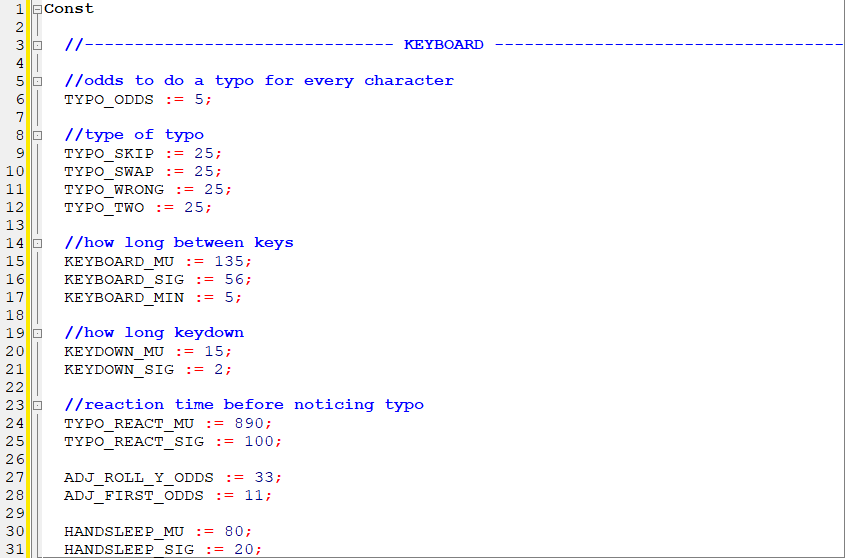 1 Const
2
3 //------------------------------- KEYBOARD -----------------------------------
4
5 //odds to do a typo for every character
6 TYPO_ODDS := 5;
7
8 //type of typo
9 TYPO_SKIP := 25;
10 TYPO_SWAP := 25;
11 TYPO_WRONG := 25;
12 TYPO_TWO := 25;
13
14 //how long between keys
15 KEYBOARD_MU := 135;
16 KEYBOARD_SIG := 56;
17 KEYBOARD_MIN := 5;
18
19 //how long keydown
20 KEYDOWN_MU := 15;
21 KEYDOWN_SIG := 2;
22
23 //reaction time before noticing typo
24 TYPO_REACT_MU := 890;
25 TYPO_REACT_SIG := 100;
26
27 ADJ_ROLL_Y_ODDS := 33;
28 ADJ_FIRST_ODDS := 11;
29
30 HANDSLEEP_MU := 80;
31 HANDSLEEP_SIG := 20;